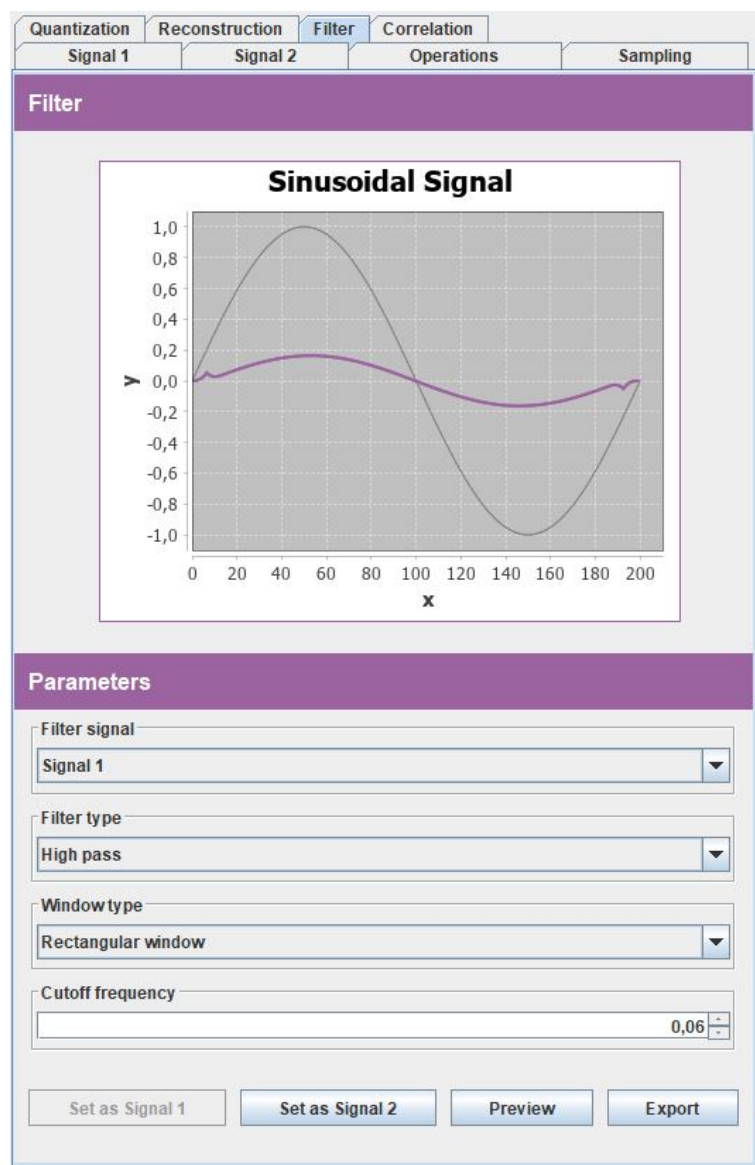 Quantization Reconstruction Filter Correlation
Signal 1 Signal 2 Operations Sampling
Filter
Sinusoidal Signal
1,0
0,8
0,6
0,4
0,2
0,0
-0,2
-0,4
-0,6
-0,8
-1,0
y
0 20 40 60 80 100 120 140 160 180 200
x
Parameters
Filter signal
Signal 1
Filter type
High pass
Window type
Rectangular window
Cutoff frequency
0,06
Set as Signal 1 Set as Signal 2 Preview Export